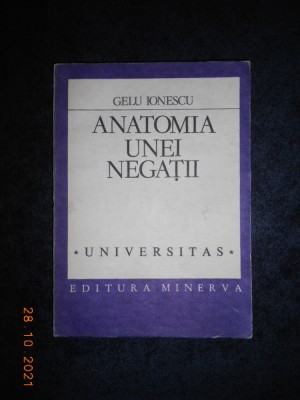 GELU IONESCU
ANATOMIA
UNEI
NEGAȚII
* UNIVERSITAS *
EDITURA MINERVA
28.10.2021